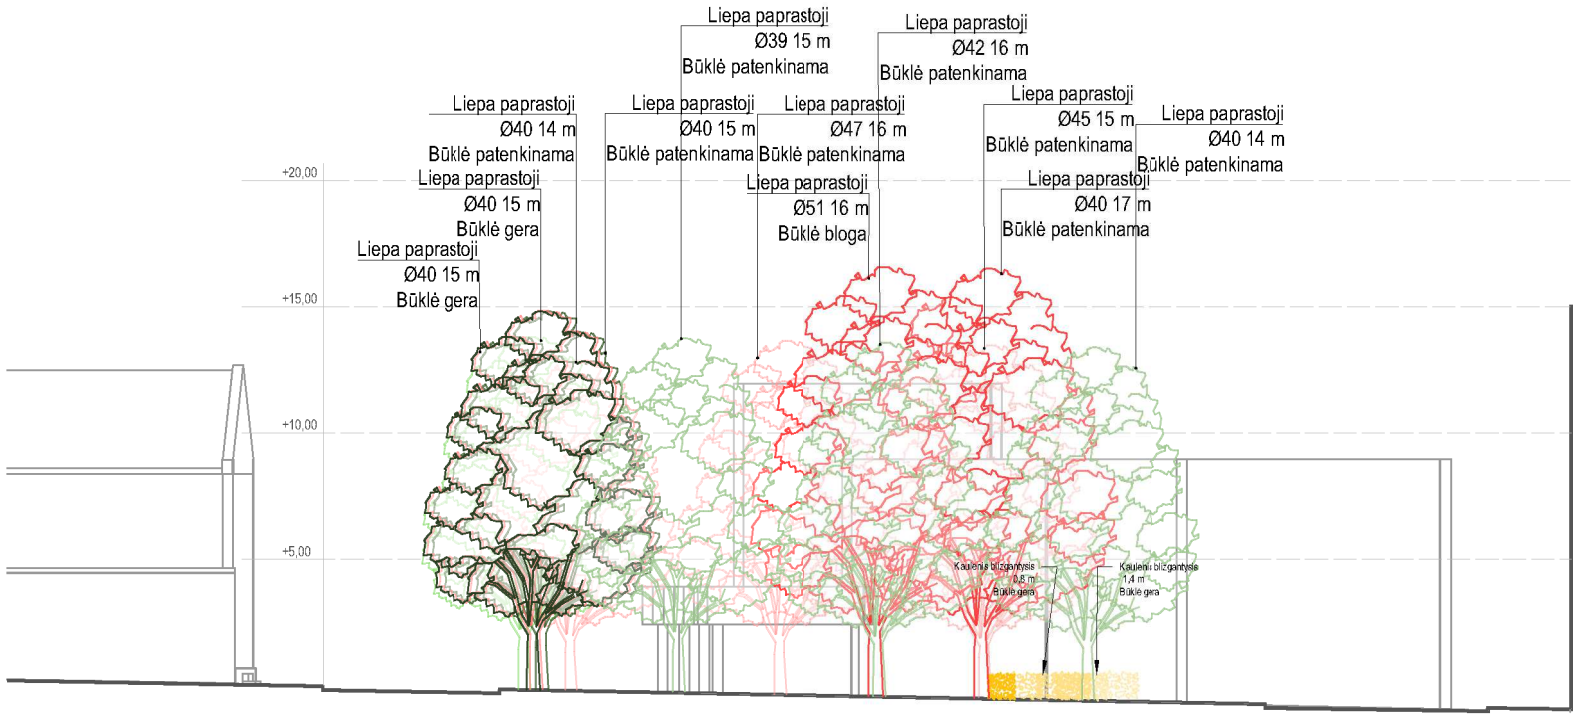 Liepa paprastoji
Ø39 15 m
Būklė patenkinama
Liepa paprastoji
Ø42 16 m
Būklė patenkinama
Liepa paprastoji
Ø40 14 m
Būklė patenkinama
Liepa paprastoji
Ø40 15 m
Būklė patenkinama
Liepa paprastoji
Ø47 16 m
Būklė patenkinama
Liepa paprastoji
Ø45 15 m
Būklė patenkinama
Liepa paprastoji
Ø40 14 m
Būklė patenkinama
Liepa paprastoji
Ø40 15 m
Būklė gera
Liepa paprastoji
Ø51 16 m
Būklė bloga
Liepa paprastoji
Ø40 17 m
Būklė patenkinama
Liepa paprastoji
Ø40 15 m
Būklė gera
+20,00
+15,00
+10,00
+5,00
Kaulenis blizgantysis
0,8 m
Būklė gera
Kaulenis blizgantysis
1,4 m
Būklė gera